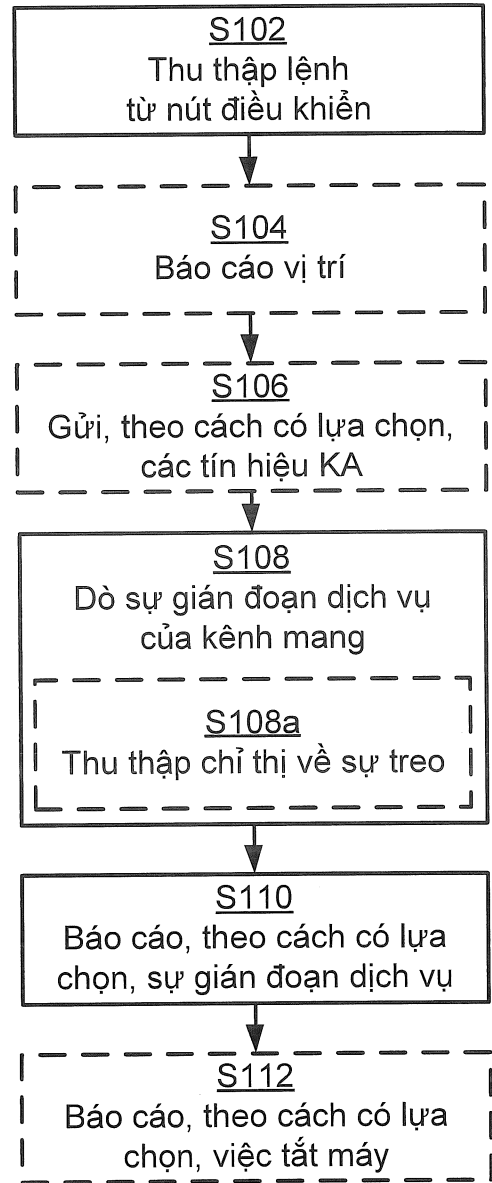 S102
Thu thập lệnh
từ nút điều khiển
S104
Báo cáo vị trí
S106
Gửi, theo cách có lựa chọn,
các tín hiệu KA
S108
Dò sự gián đoạn dịch vụ
của kênh mang
S108a
Thu thập chỉ thị về sự treo
S110
Báo cáo, theo cách có lựa
chọn, sự gián đoạn dịch vụ
S112
Báo cáo, theo cách có lựa
chọn, việc tắt máy